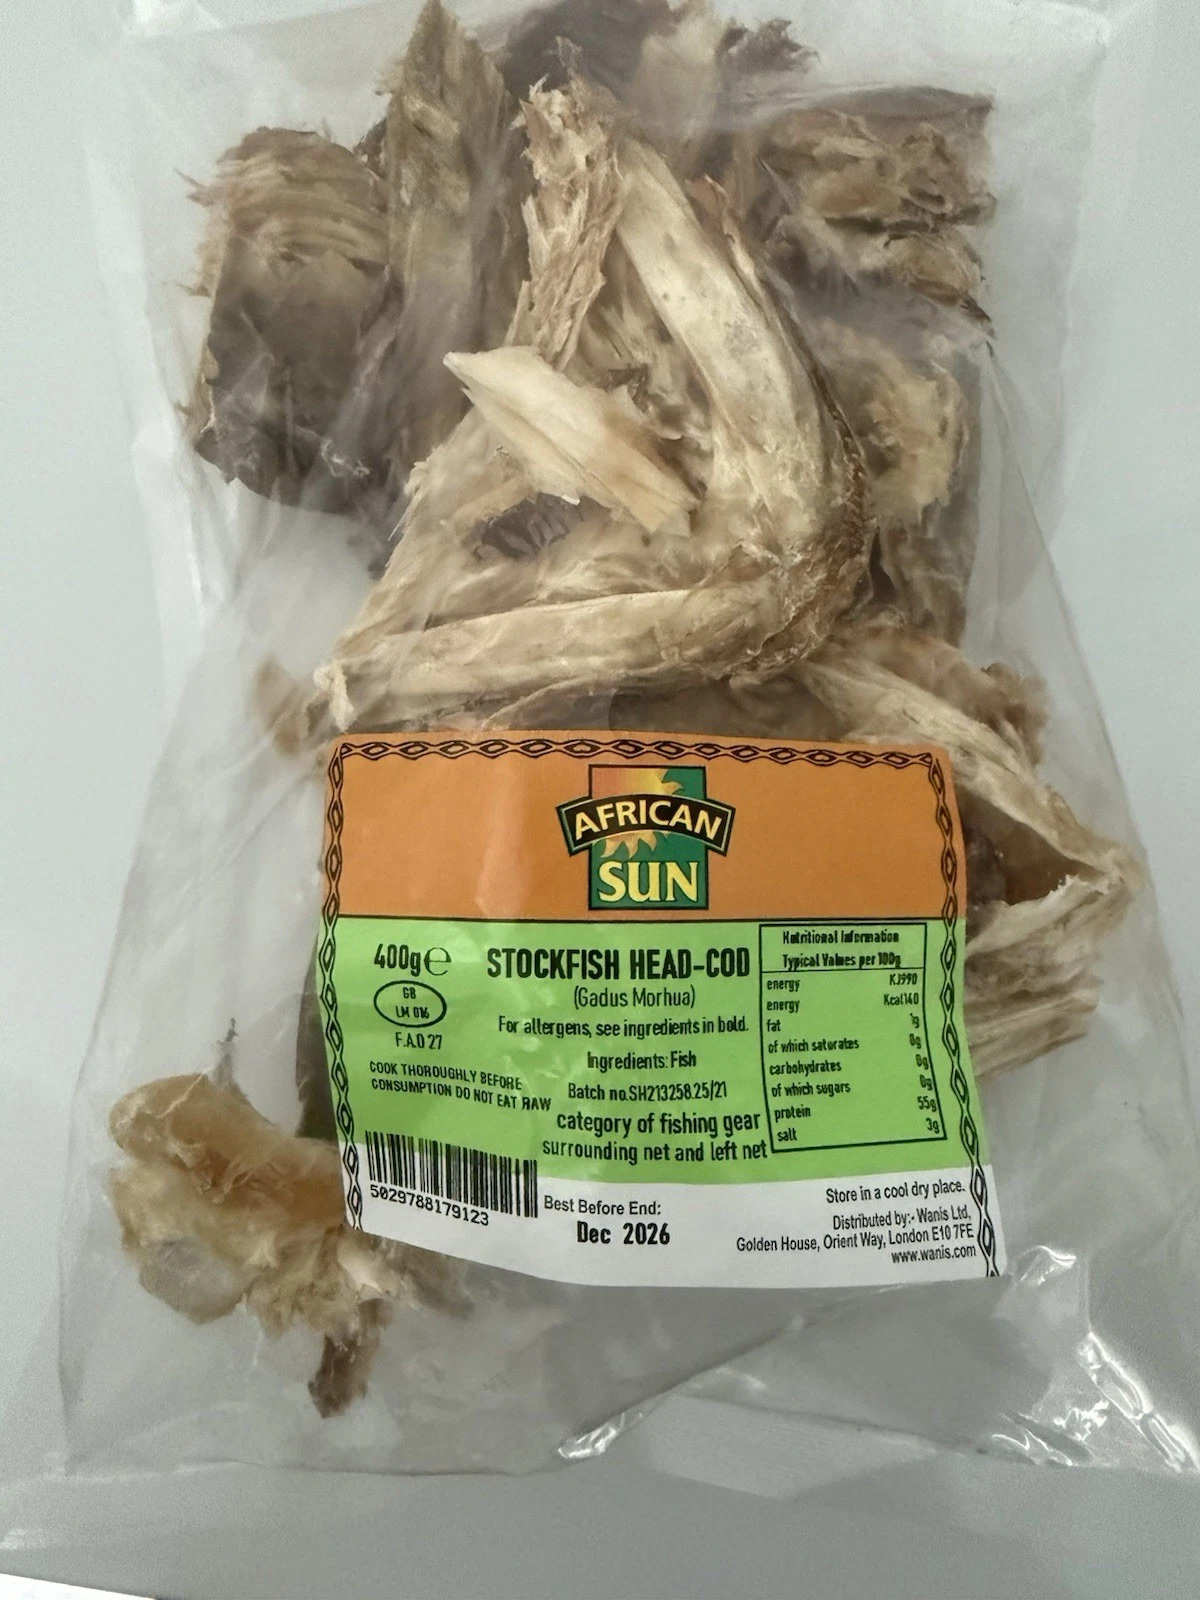 AFRICAN
SUN
400g℮
GB
LM 016
F.A.O 27
COOK THOROUGHLY BEFORE
CONSUMPTION DO NOT EAT RAW
5029788179123
STOCKFISH HEAD-COD
(Gadus Morhua)
For allergens, see ingredients in bold.
Ingredients: Fish
Batch no.SH213258.25/21
category of fishing gear
surrounding net and left net
Nutritional Information
Typical Values per 100g
energy KJ590
energy Kcal140
fat 1g
of which saturates 0g
carbohydrates 0g
of which sugars 0g
protein 55g
salt 3g
Best Before End:
Dec 2026
Store in a cool dry place.
Distributed by:- Wanis Ltd,
Golden House, Orient Way, London E10 7FE
www.wanis.com